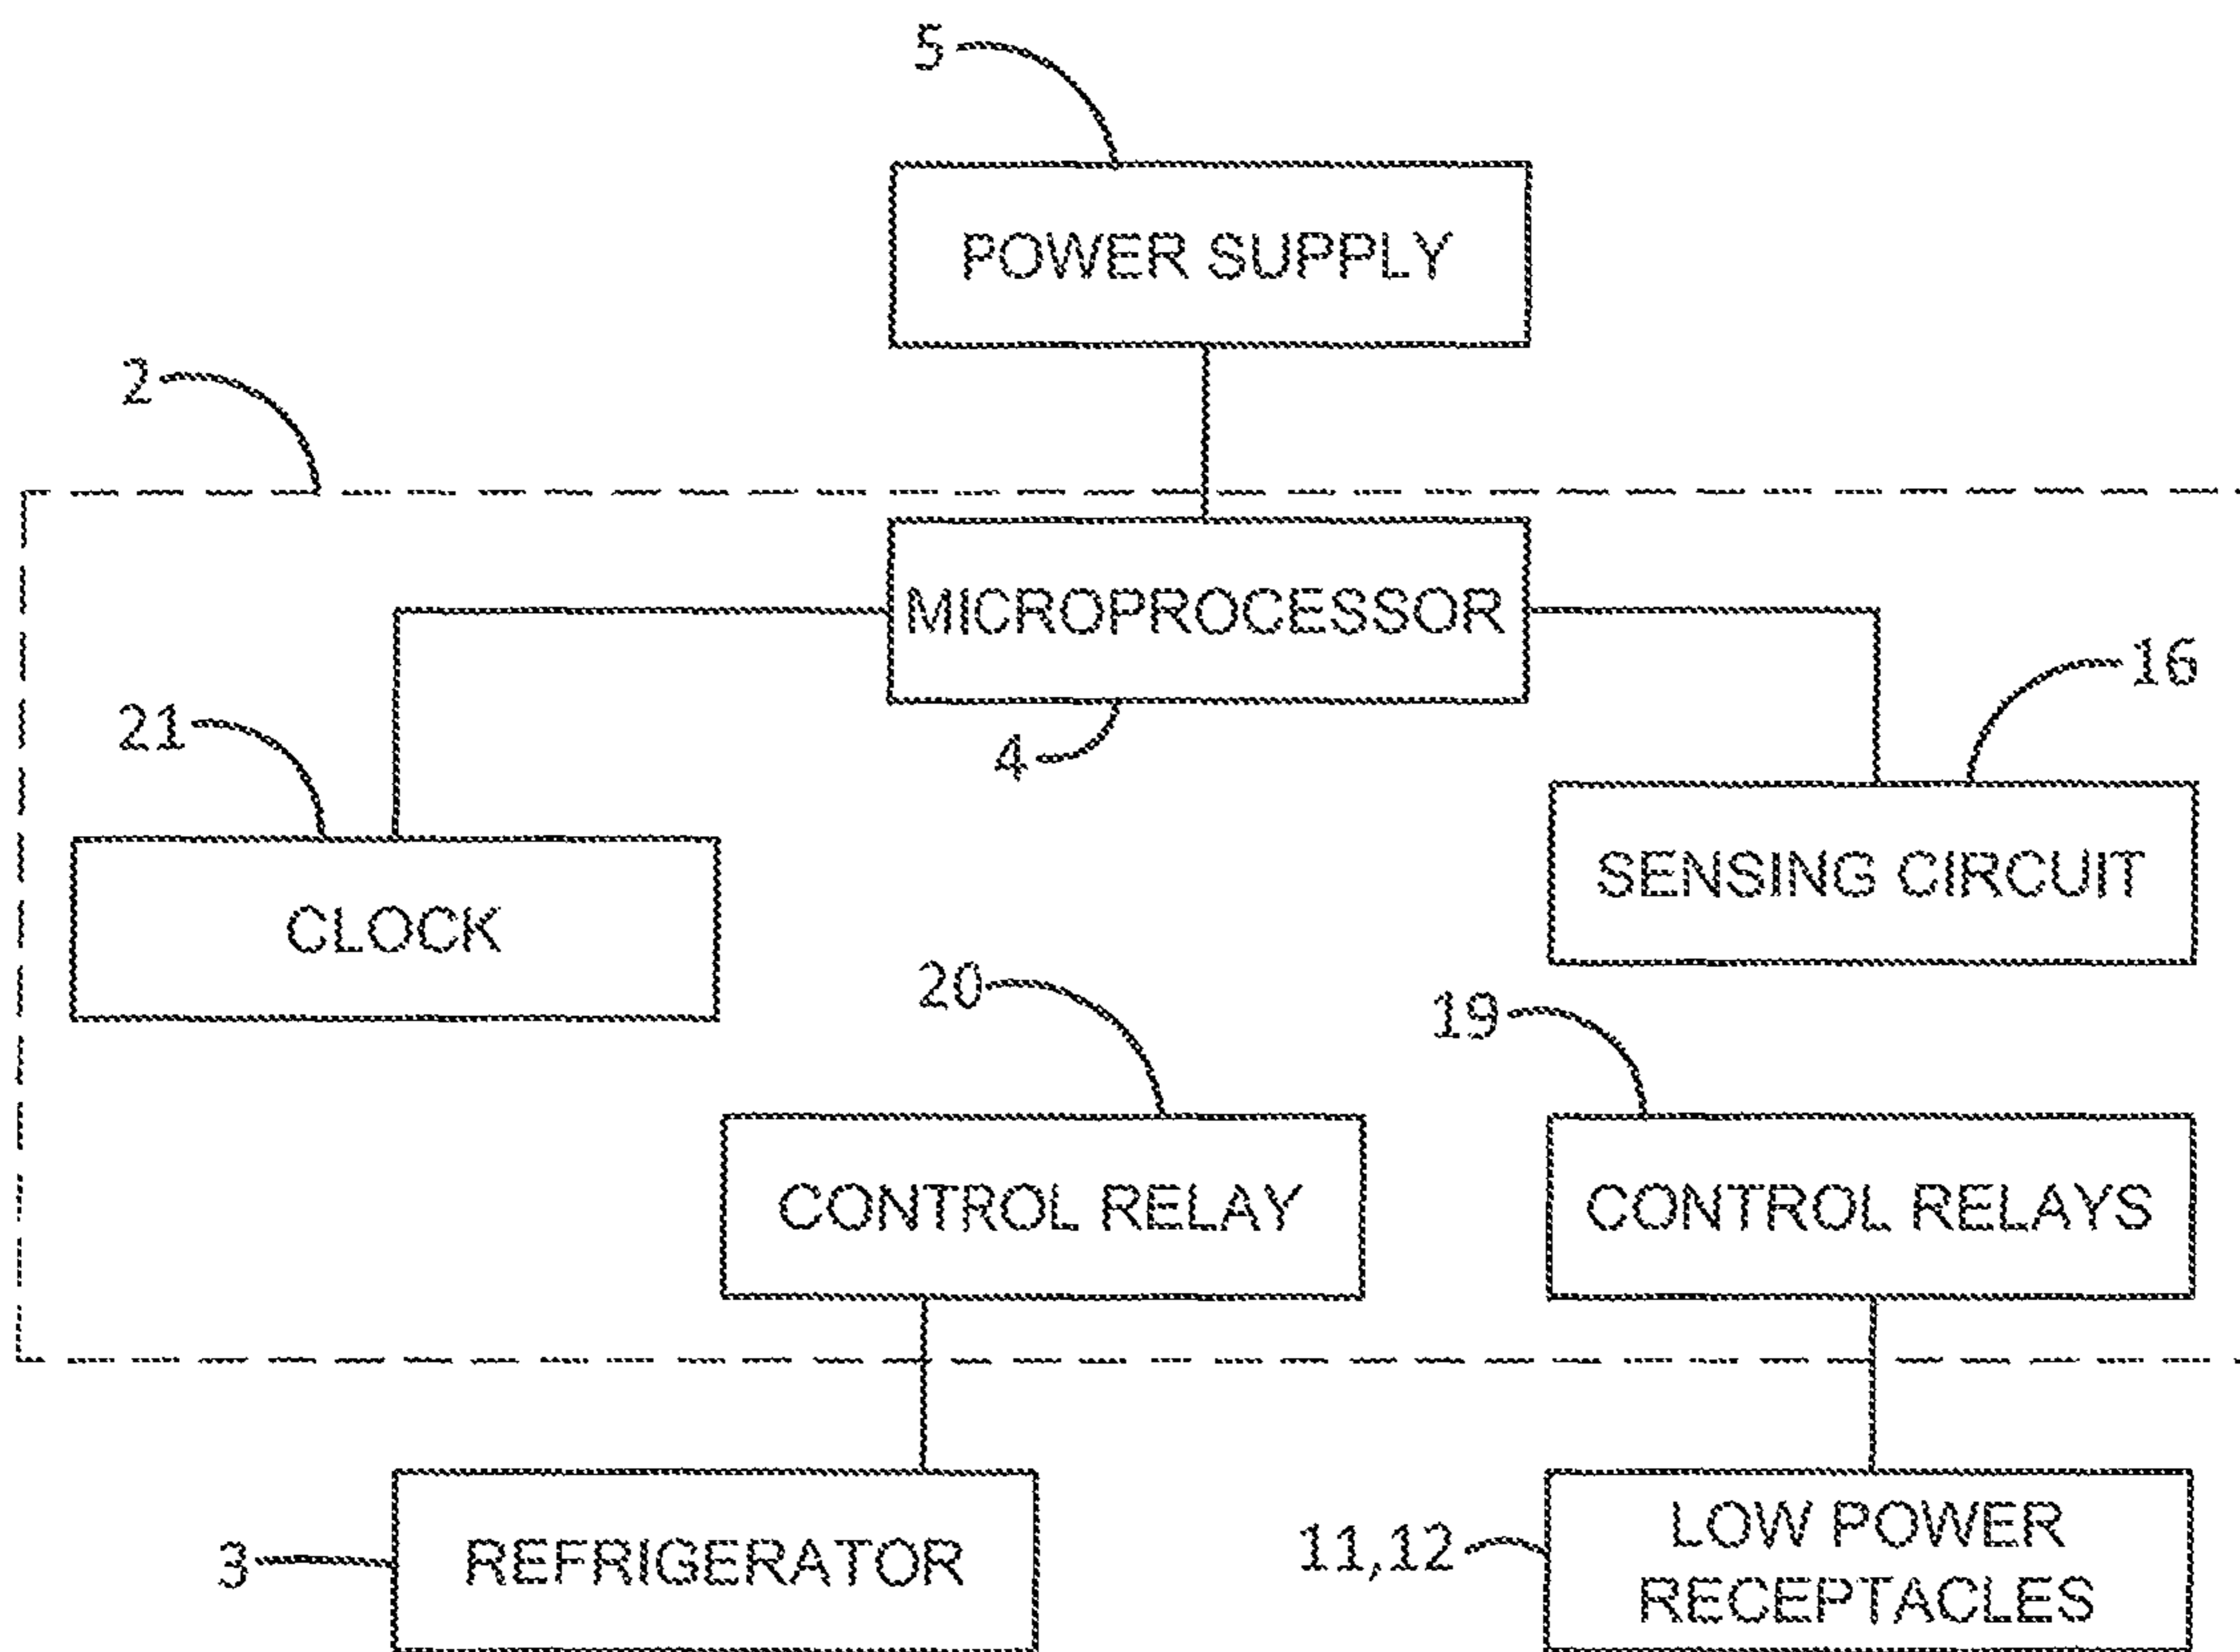 5
POWER SUPPLY
2
MICROPROCESSOR
16
21
4
SENSING CIRCUIT
CLOCK
20
19
CONTROL RELAY
CONTROL RELAYS
3
REFRIGERATOR
11,12
LOW POWER
RECEPTACLES